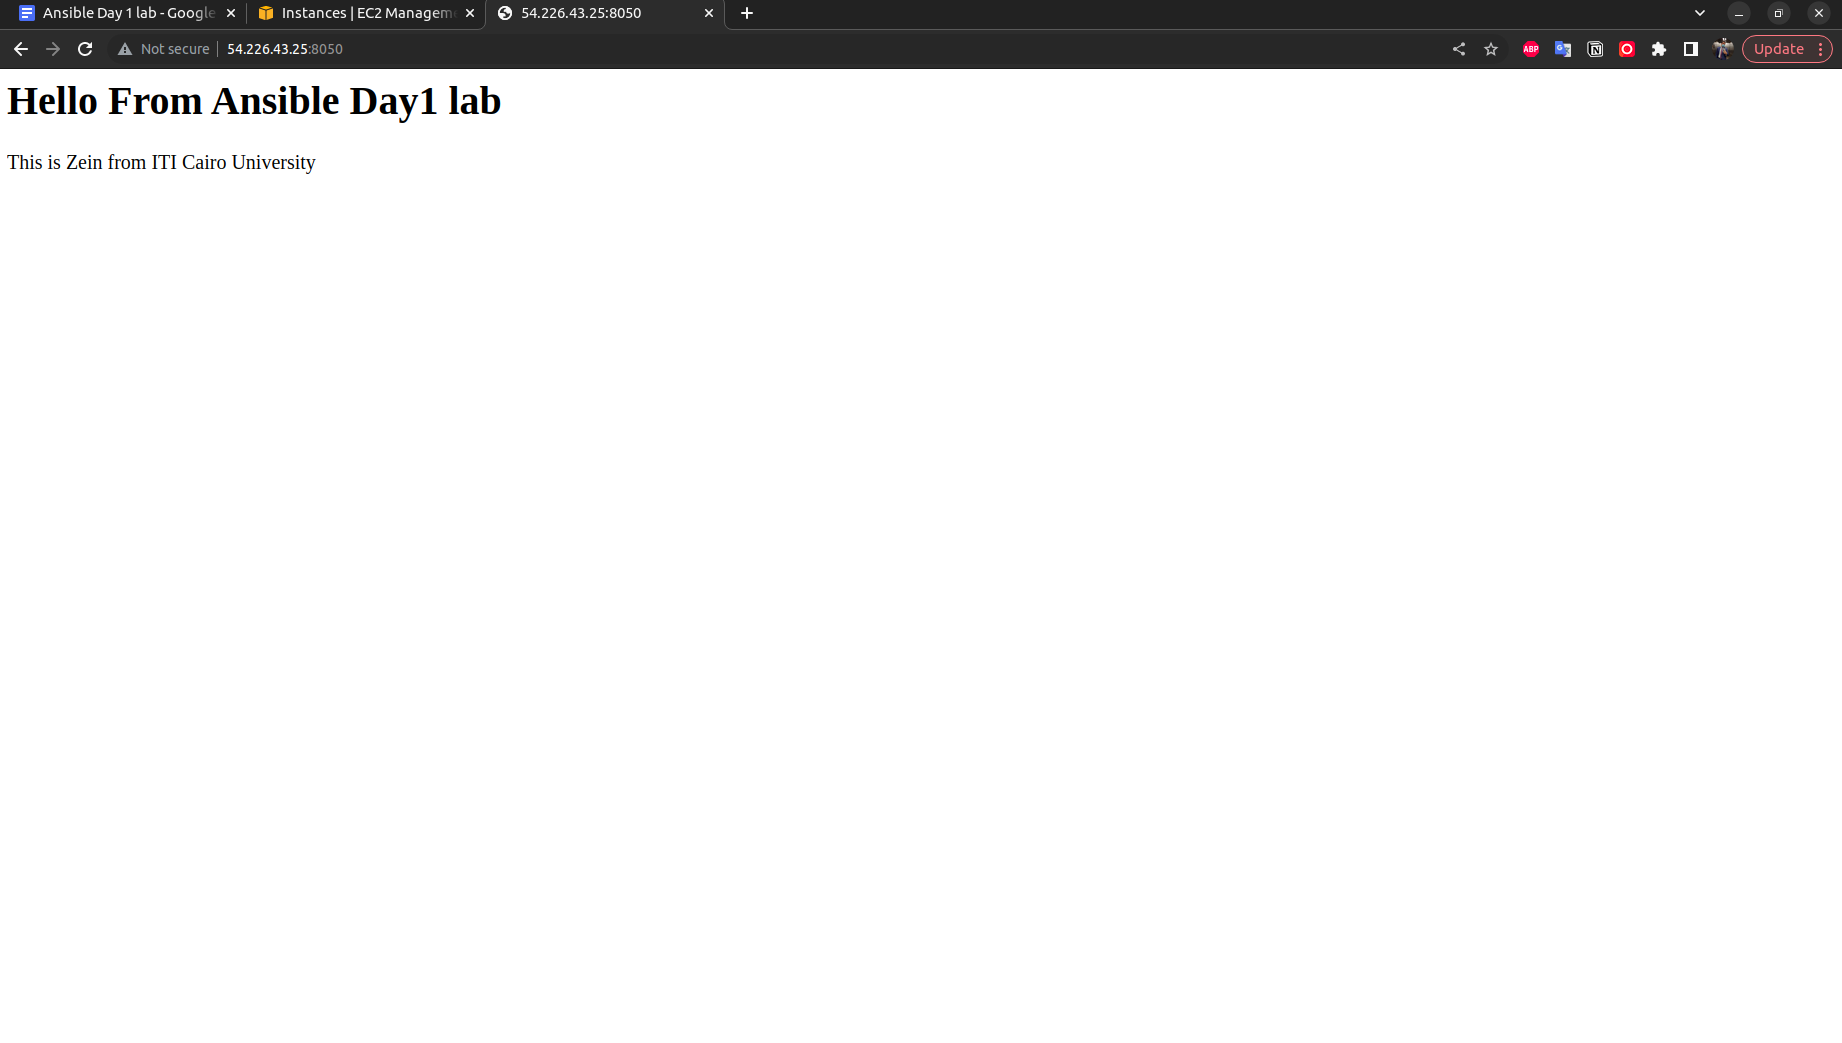 Ansible Day 1 lab - Google
Instances | EC2 Managem
54.226.43.25:8050
Not secure
54.226.43.25:8050
ABP
Update
Hello From Ansible Day1 lab
This is Zein from ITI Cairo University